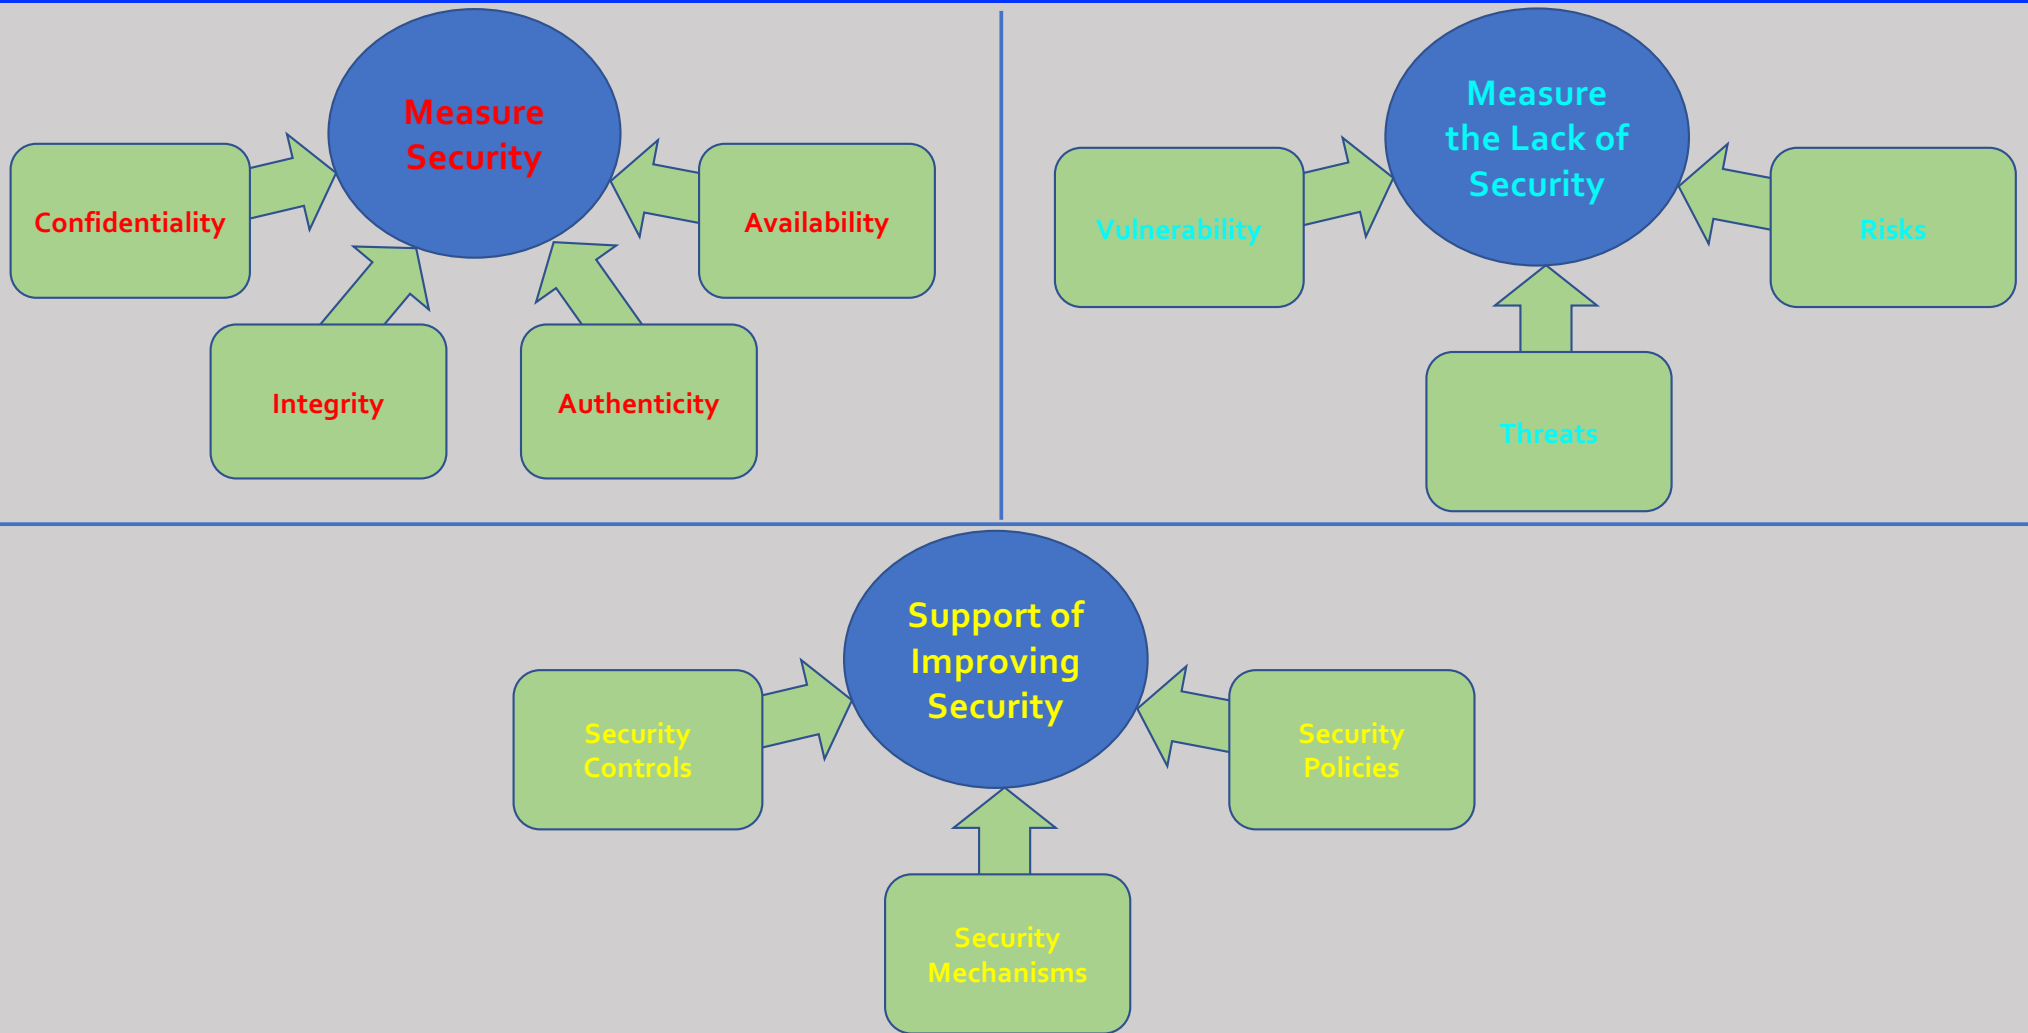 Measure
Security
Confidentiality
Availability
Integrity
Authenticity
Measure
the Lack of
Security
Vulnerability
Risks
Threats
Support of
Improving
Security
Security
Controls
Security
Policies
Security
Mechanisms